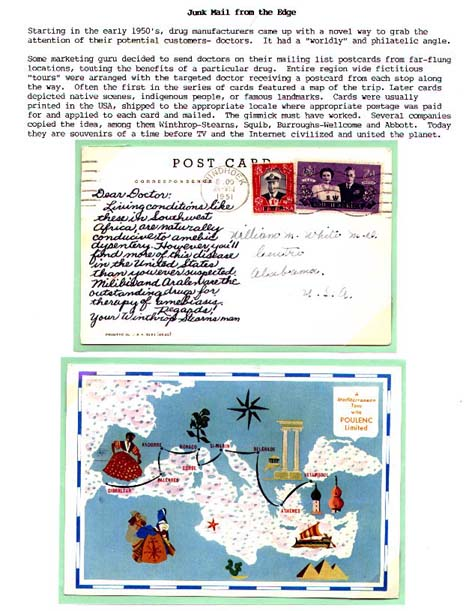 Junk Mail from the Edge
Starting in the early 1950's, drug manufacturers came up with a novel way to grab the
attention of their potential customers- doctors. It had a "worldly" and philatelic angle.
Some marketing guru decided to send doctors on their mailing list postcards from far-flung
locations, touting the benefits of a particular drug. Entire region wide fictitious
"tours" were arranged with the targeted doctor receiving a postcard from each stop along
the way. Often the first in the series of cards featured a map of the trip. Later cards
depicted native scenes, indigenous people, or famous landmarks. Cards were usually
printed in the USA, shipped to the appropriate locale where appropriate postage was paid
for and applied to each card and mailed. The gimmick must have worked. Several companies
copied the idea, among them Winthrop-Stearns, Squib, Burroughs-Wellcome and Abbott. Today
they are souvenirs of a time before TV and the Internet civilized and united the planet.
POST CARD
CORRESPONDENCE
WINDHOEK
1951
Dear Doctor:
Living conditions like
these in Southwest
Africa, are naturally
conducive to amebic
dysentery. However, you'll
find more of this disease
in the United States
than you ever suspected.
Milibis and Aralen are the
outstanding drugs for
therapy of amebiasis.
Regards!
Your Winthrop Stearns man
William M. White M.D.
Centre
Alabama
U.S.A.
A
Mediterranean
Tour
with
POULENC
Limited
ANDORRE
MONACO
S. MARIN
BELGRADE
CORSE
ISTANBUL
GIBRALTAR
BALEARES
ATHENES